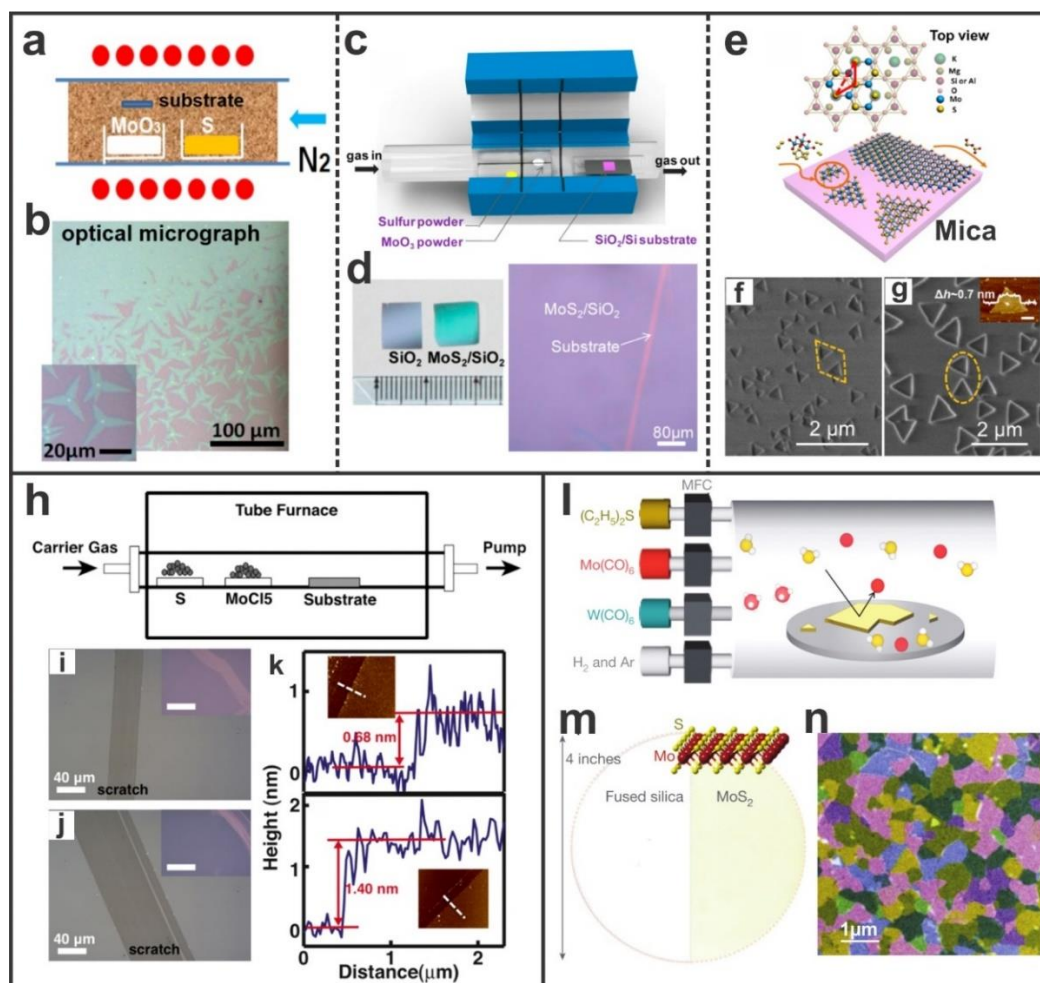 a
substrate
MoO₃
S
N₂
b
optical micrograph
20μm
100 μm
c
gas in
gas out
Sulfur powder
MoO₃ powder
SiO₂/Si substrate
d
SiO₂
MoS₂/SiO₂
MoS₂/SiO₂
Substrate
80μm
e
Top view
K
Mg
Si or Al
O
Mo
S
Mica
f
2 μm
g
Δh~0.7 nm
2 μm
h
Tube Furnace
Carrier Gas
Pump
S
MoCl5
Substrate
i
40 μm
scratch
j
40 μm
scratch
k
1
0.68 nm
0
2
1
1.40 nm
0
Height (nm)
0
1
2
Distance(μm)
l
MFC
(C₂H₅)₂S
Mo(CO)₆
W(CO)₆
H₂ and Ar
m
S
Mo
4 inches
Fused silica
MoS₂
n
1μm